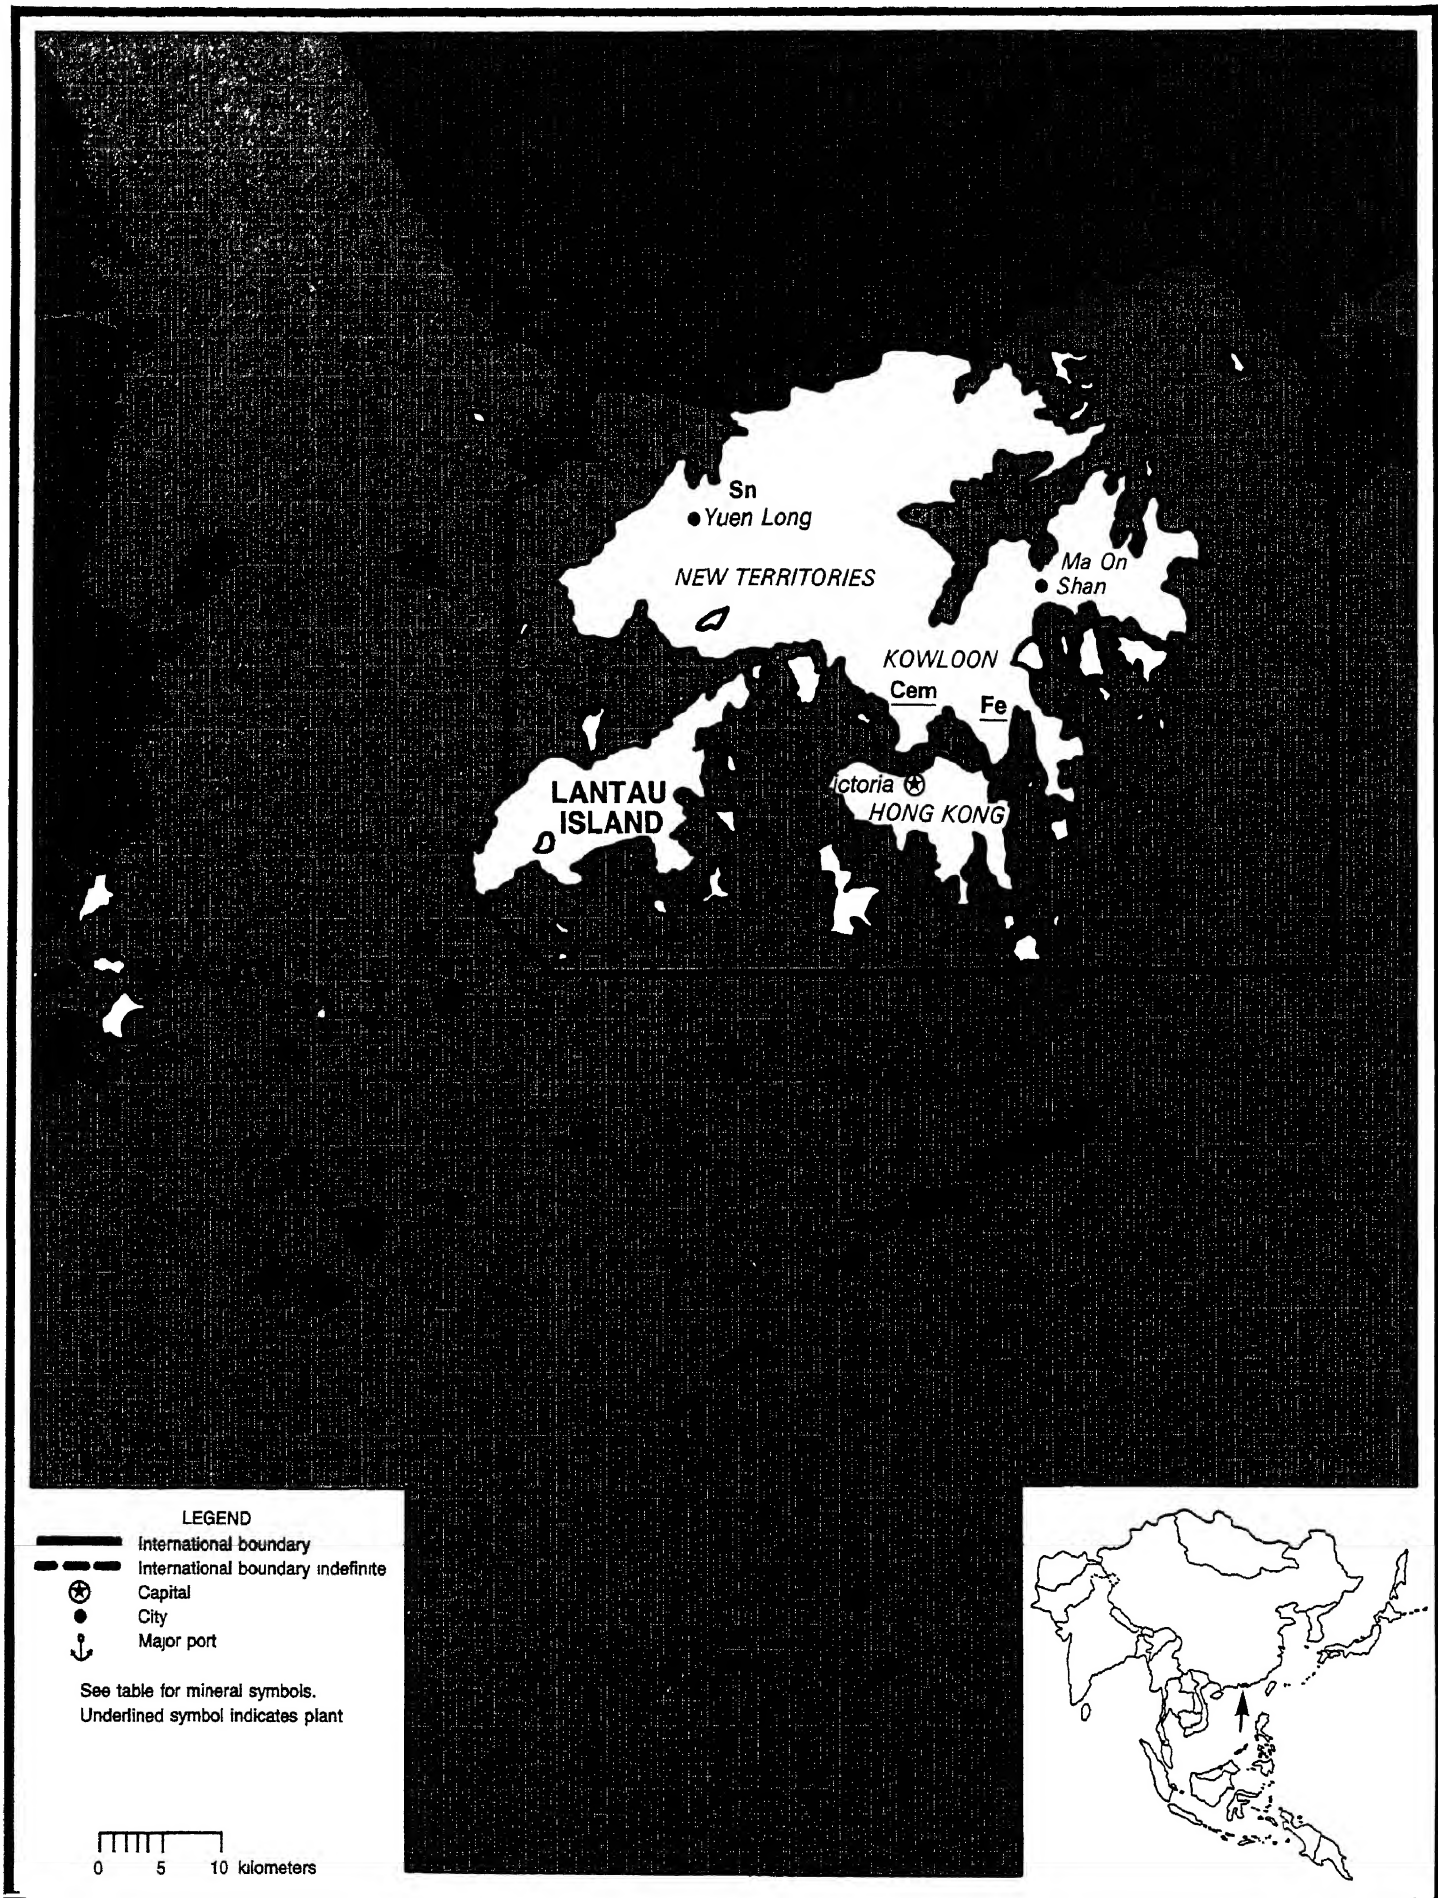 Sn
Yuen Long
NEW TERRITORIES
Ma On
Shan
KOWLOON
Cem
Fe
LANTAU
ISLAND
ictoria
HONG KONG
LEGEND
International boundary
International boundary indefinite
Capital
City
Major port
See table for mineral symbols.
Underlined symbol indicates plant
0 5 10 kilometers